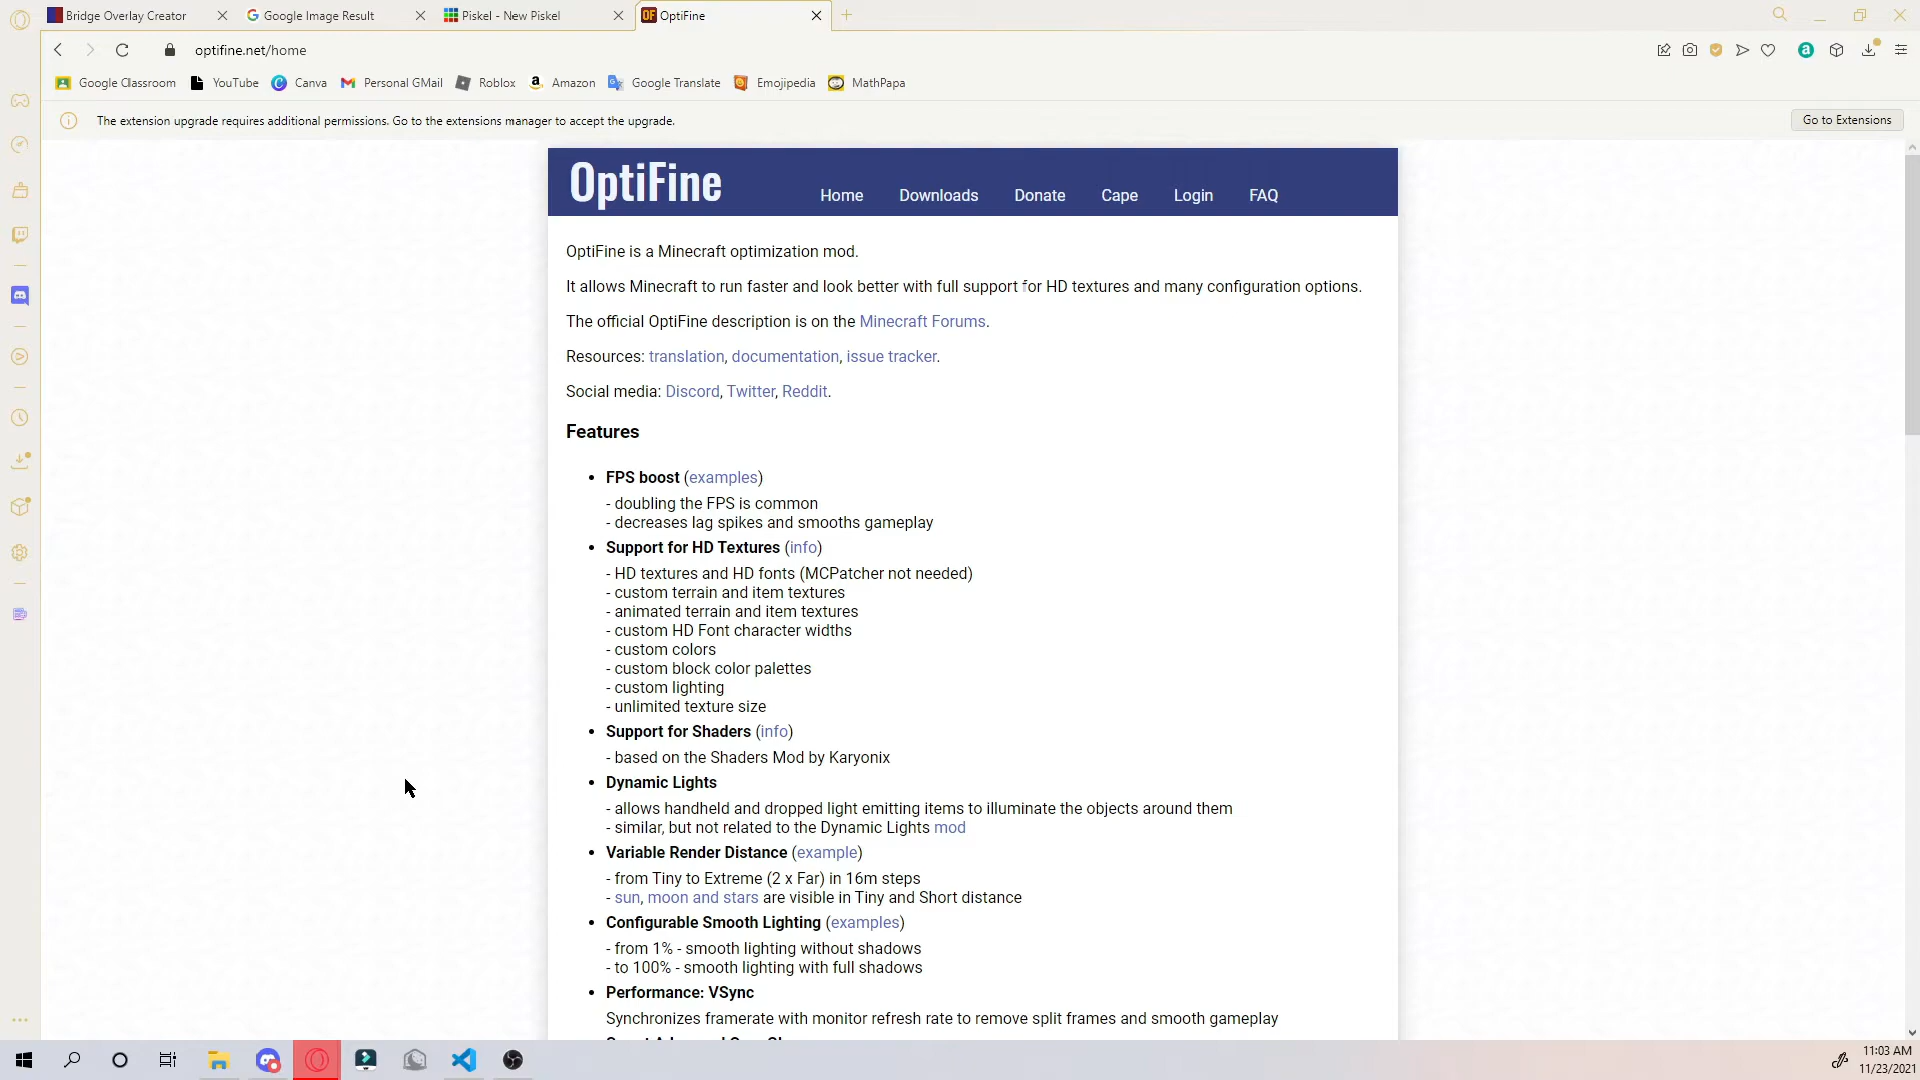 Bridge Overlay Creator
Google Image Result
Piskel - New Piskel
OF OptiFine
optifine.net/home
Google Classroom
YouTube
Canva
Personal GMail
Roblox
Amazon
Google Translate
Emojipedia
MathPapa
The extension upgrade requires additional permissions. Go to the extensions manager to accept the upgrade.
Go to Extensions
OptiFine
Home Downloads Donate Cape Login FAQ
OptiFine is a Minecraft optimization mod.
It allows Minecraft to run faster and look better with full support for HD textures and many configuration options.
The official OptiFine description is on the Minecraft Forums.
Resources: translation, documentation, issue tracker.
Social media: Discord, Twitter, Reddit.
Features
• FPS boost (examples)
- doubling the FPS is common
- decreases lag spikes and smooths gameplay
• Support for HD Textures (info)
- HD textures and HD fonts (MCPatcher not needed)
- custom terrain and item textures
- animated terrain and item textures
- custom HD Font character widths
- custom colors
- custom block color palettes
- custom lighting
- unlimited texture size
• Support for Shaders (info)
- based on the Shaders Mod by Karyonix
• Dynamic Lights
- allows handheld and dropped light emitting items to illuminate the objects around them
- similar, but not related to the Dynamic Lights mod
• Variable Render Distance (example)
- from Tiny to Extreme (2 x Far) in 16m steps
- sun, moon and stars are visible in Tiny and Short distance
• Configurable Smooth Lighting (examples)
- from 1% - smooth lighting without shadows
- to 100% - smooth lighting with full shadows
• Performance: VSync
Synchronizes framerate with monitor refresh rate to remove split frames and smooth gameplay
11:03 AM
11/23/2021